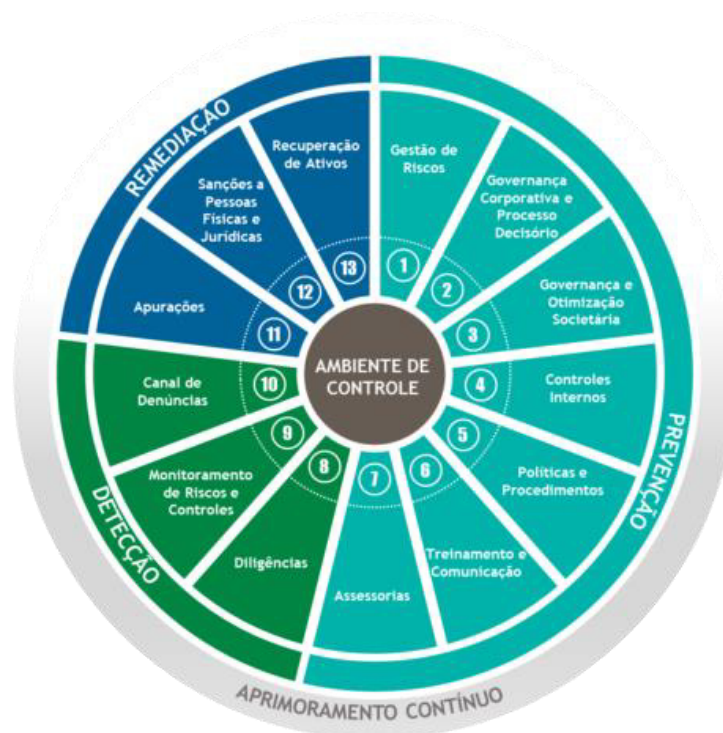 REMEDIAÇÃO
PREVENÇÃO
DETECÇÃO
APRIMORAMENTO CONTÍNUO
AMBIENTE DE
CONTROLE
1
Gestão de
Riscos
2
Governança
Corporativa e
Processo
Decisório
3
Governança e
Otimização
Societária
4
Controles
Internos
5
Políticas e
Procedimentos
6
Treinamento e
Comunicação
7
Assessorias
8
Diligências
9
Monitoramento
de Riscos e
Controles
10
Canal de
Denúncias
11
Apurações
12
Sanções a
Pessoas
Físicas e
Jurídicas
13
Recuperação
de Ativos